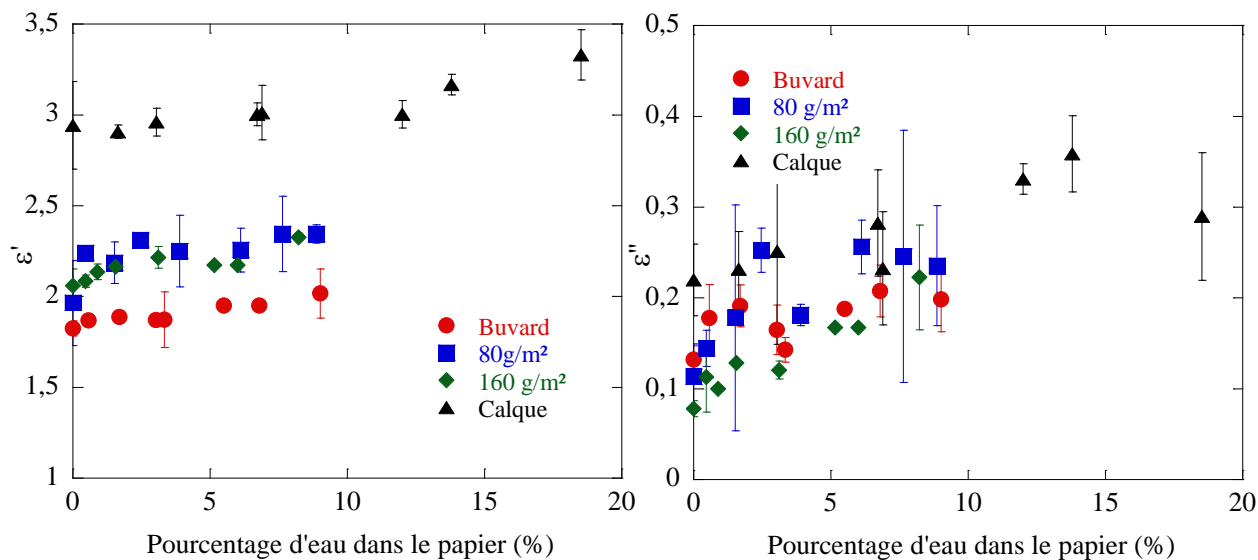 3,5
3
2,5
2
1,5
1
ε'
0
5
10
15
20
Pourcentage d'eau dans le papier (%)
Buvard
80g/m²
160 g/m²
Calque
0,5
0,4
0,3
0,2
0,1
0
ε"
0
5
10
15
20
Pourcentage d'eau dans le papier (%)
Buvard
80 g/m²
160 g/m²
Calque